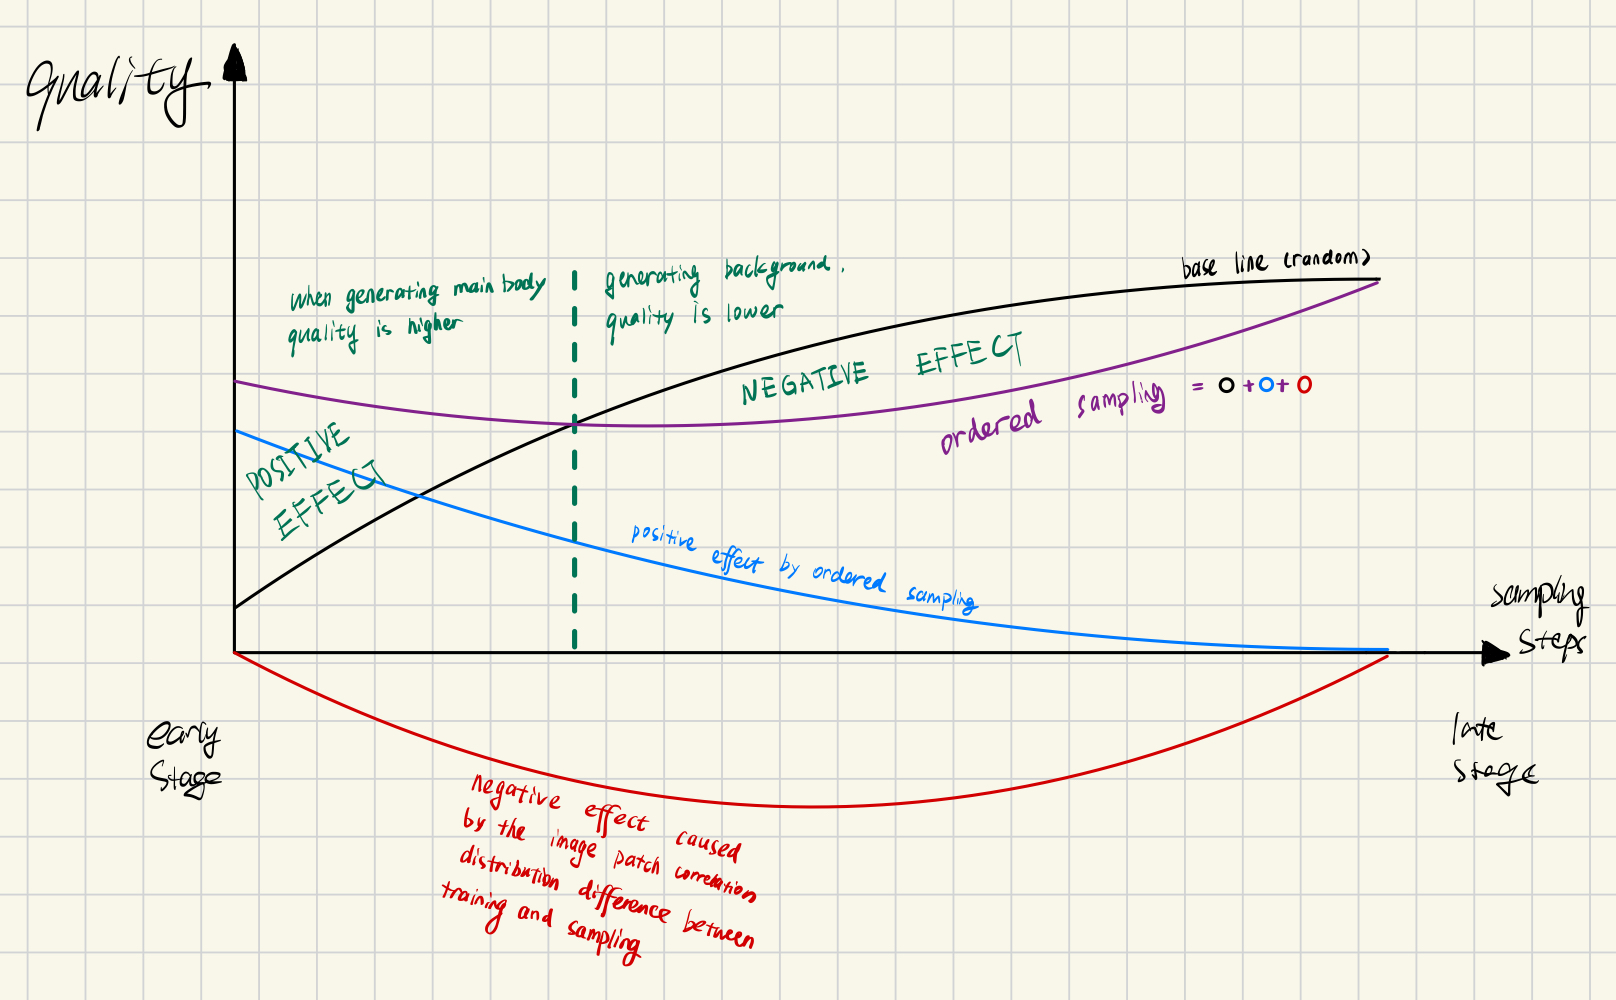 quality
base line (random)
when generating main body
quality is higher
generating background.
quality is lower
NEGATIVE EFFECT
ordered sampling = O + O + O
POSITIVE
EFFECT
positive effect by ordered sampling
sampling
steps
early
stage
late
stage
negative effect caused
by the image patch correlation
distribution difference between
training and sampling